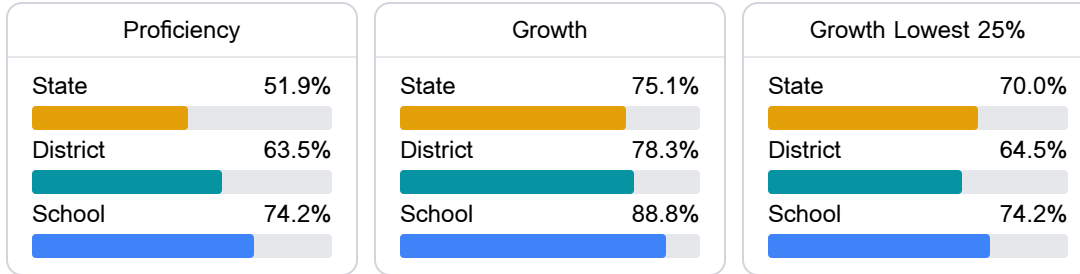 Proficiency
State 51.9%
District 63.5%
School 74.2%
Growth
State 75.1%
District 78.3%
School 88.8%
Growth Lowest 25%
State 70.0%
District 64.5%
School 74.2%